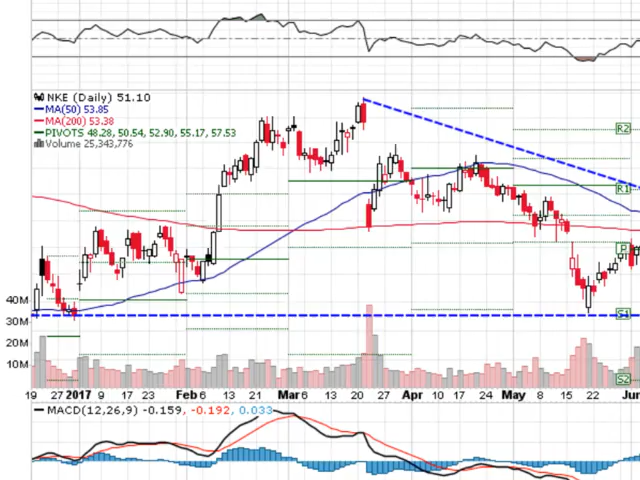 NKE (Daily) 51.10
MA(50) 53.85
MA(200) 53.38
PIVOTS 48.28, 50.54, 52.90, 55.17, 57.53
Volume 25,343,776
R2
R1
P
40M
S1
30M
20M
10M
S2
19 27 2017 9 17 23 Feb 6 13 21 Mar 6 13 20 27 Apr 10 17 24 May 8 15 22 Jun
MACD(12,26,9) -0.159, -0.192, 0.033